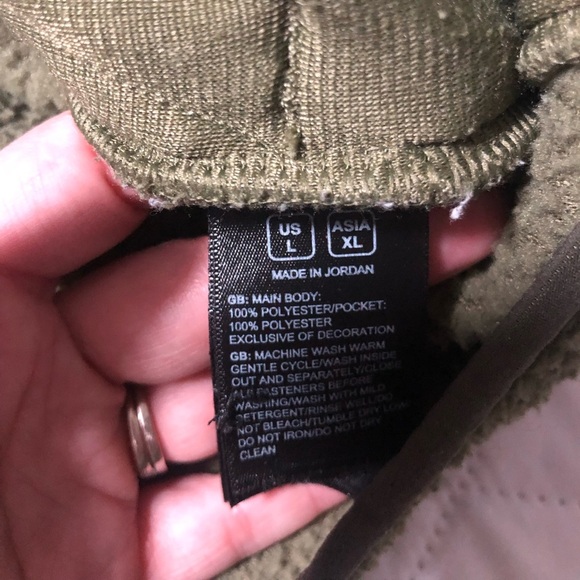 US
L
ASIA
XL
MADE IN JORDAN
GB: MAIN BODY:
100% POLYESTER/POCKET:
100% POLYESTER
EXCLUSIVE OF DECORATION
GB: MACHINE WASH WARM
GENTLE CYCLE/WASH INSIDE
OUT AND SEPARATELY/CLOSE
ALL FASTENERS BEFORE
WASHING/WASH WITH MILD
DETERGENT/RINSE WELL/DO
NOT BLEACH/TUMBLE DRY LOW/
DO NOT IRON/DO NOT DRY
CLEAN